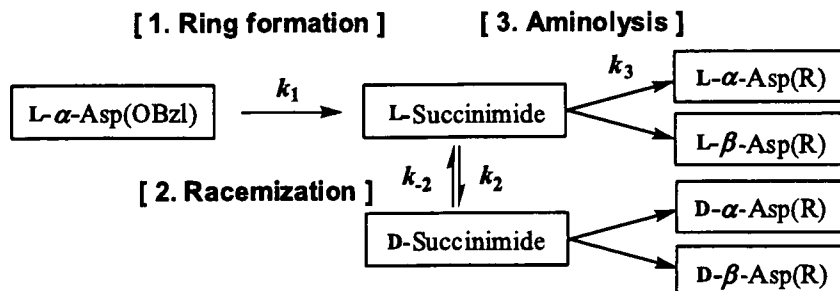 [ 1. Ring formation ] [ 3. Aminolysis ]
k3
L-α-Asp(R)
k1
L-α-Asp(OBzl)
L-Succinimide
L-β-Asp(R)
[ 2. Racemization ]
k-2
k2
D-α-Asp(R)
D-Succinimide
D-β-Asp(R)